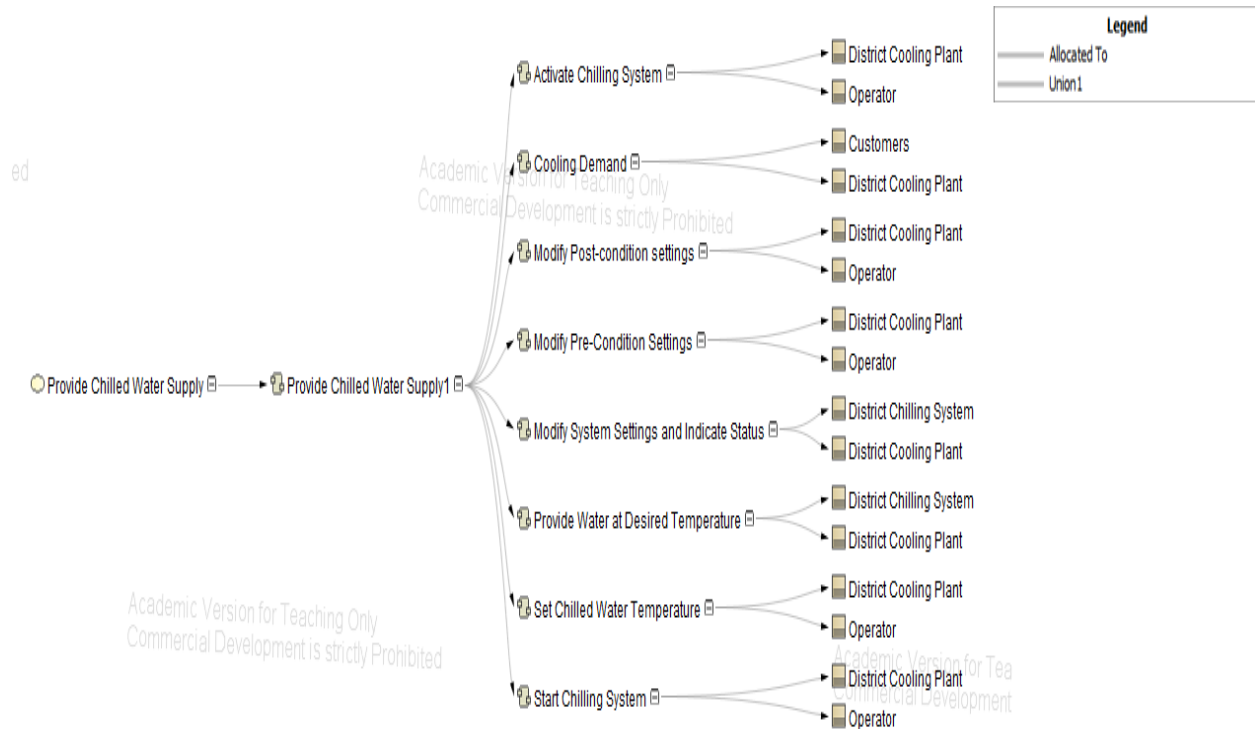 Legend
Allocated To
Union1
ed
Academic Version for Teaching Only
Commercial Development is strictly Prohibited
Provide Chilled Water Supply
Provide Chilled Water Supply1
Activate Chilling System
District Cooling Plant
Operator
Cooling Demand
Customers
District Cooling Plant
Modify Post-condition settings
District Cooling Plant
Operator
Modify Pre-Condition Settings
District Cooling Plant
Operator
Modify System Settings and Indicate Status
District Chilling System
District Cooling Plant
Provide Water at Desired Temperature
District Chilling System
District Cooling Plant
Set Chilled Water Temperature
District Cooling Plant
Operator
Start Chilling System
District Cooling Plant
Operator
Academic Version for Teaching Only
Commercial Development is strictly Prohibited
Academic Version for Tea
Commercial Development